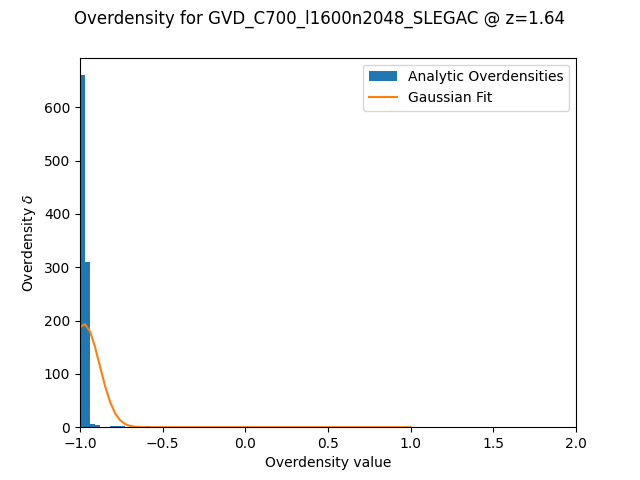 Overdensity for GVD_C700_l1600n2048_SLEGAC @ z=1.64
Analytic Overdensities
Gaussian Fit
600
500
400
300
200
100
0
Overdensity δ
−1.0 −0.5 0.0 0.5 1.0 1.5 2.0
Overdensity value